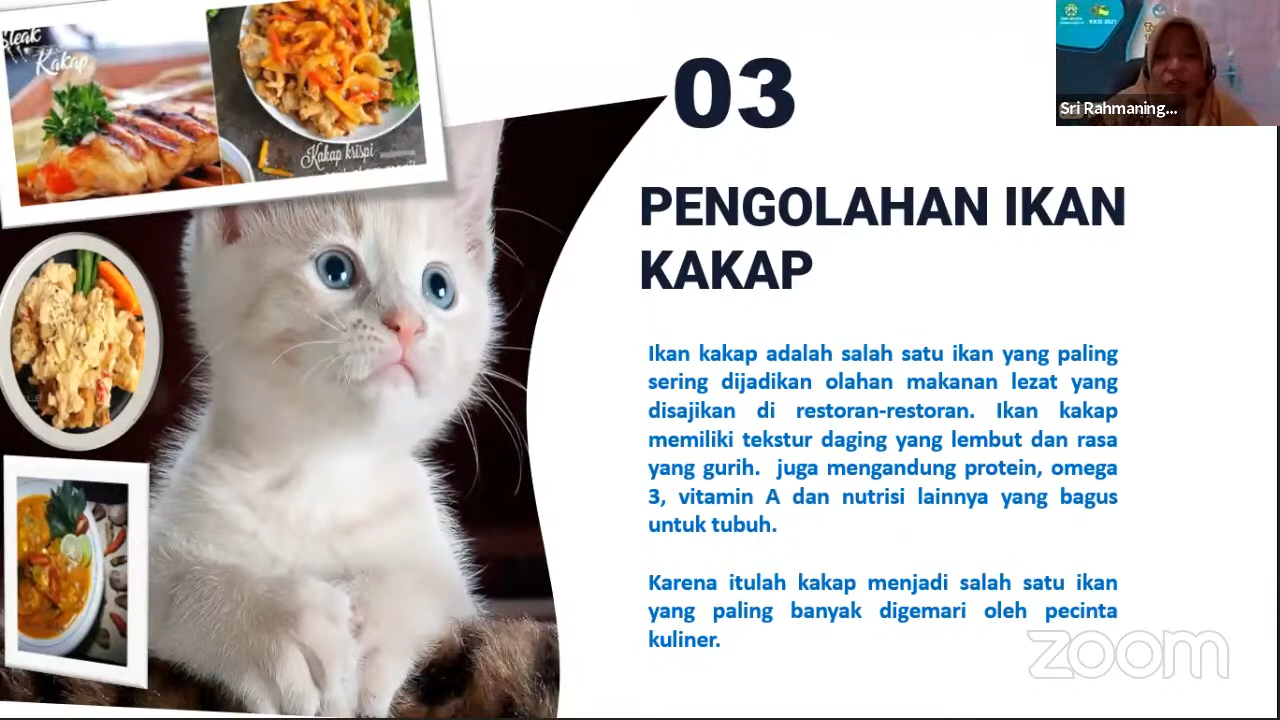 Steak
Kakap
Kakap krispi
03
PENGOLAHAN IKAN
KAKAP
Ikan kakap adalah salah satu ikan yang paling
sering dijadikan olahan makanan lezat yang
disajikan di restoran-restoran. Ikan kakap
memiliki tekstur daging yang lembut dan rasa
yang gurih. juga mengandung protein, omega
3, vitamin A dan nutrisi lainnya yang bagus
untuk tubuh.
Karena itulah kakap menjadi salah satu ikan
yang paling banyak digemari oleh pecinta
kuliner.
Sri Rahmaning...
zoom